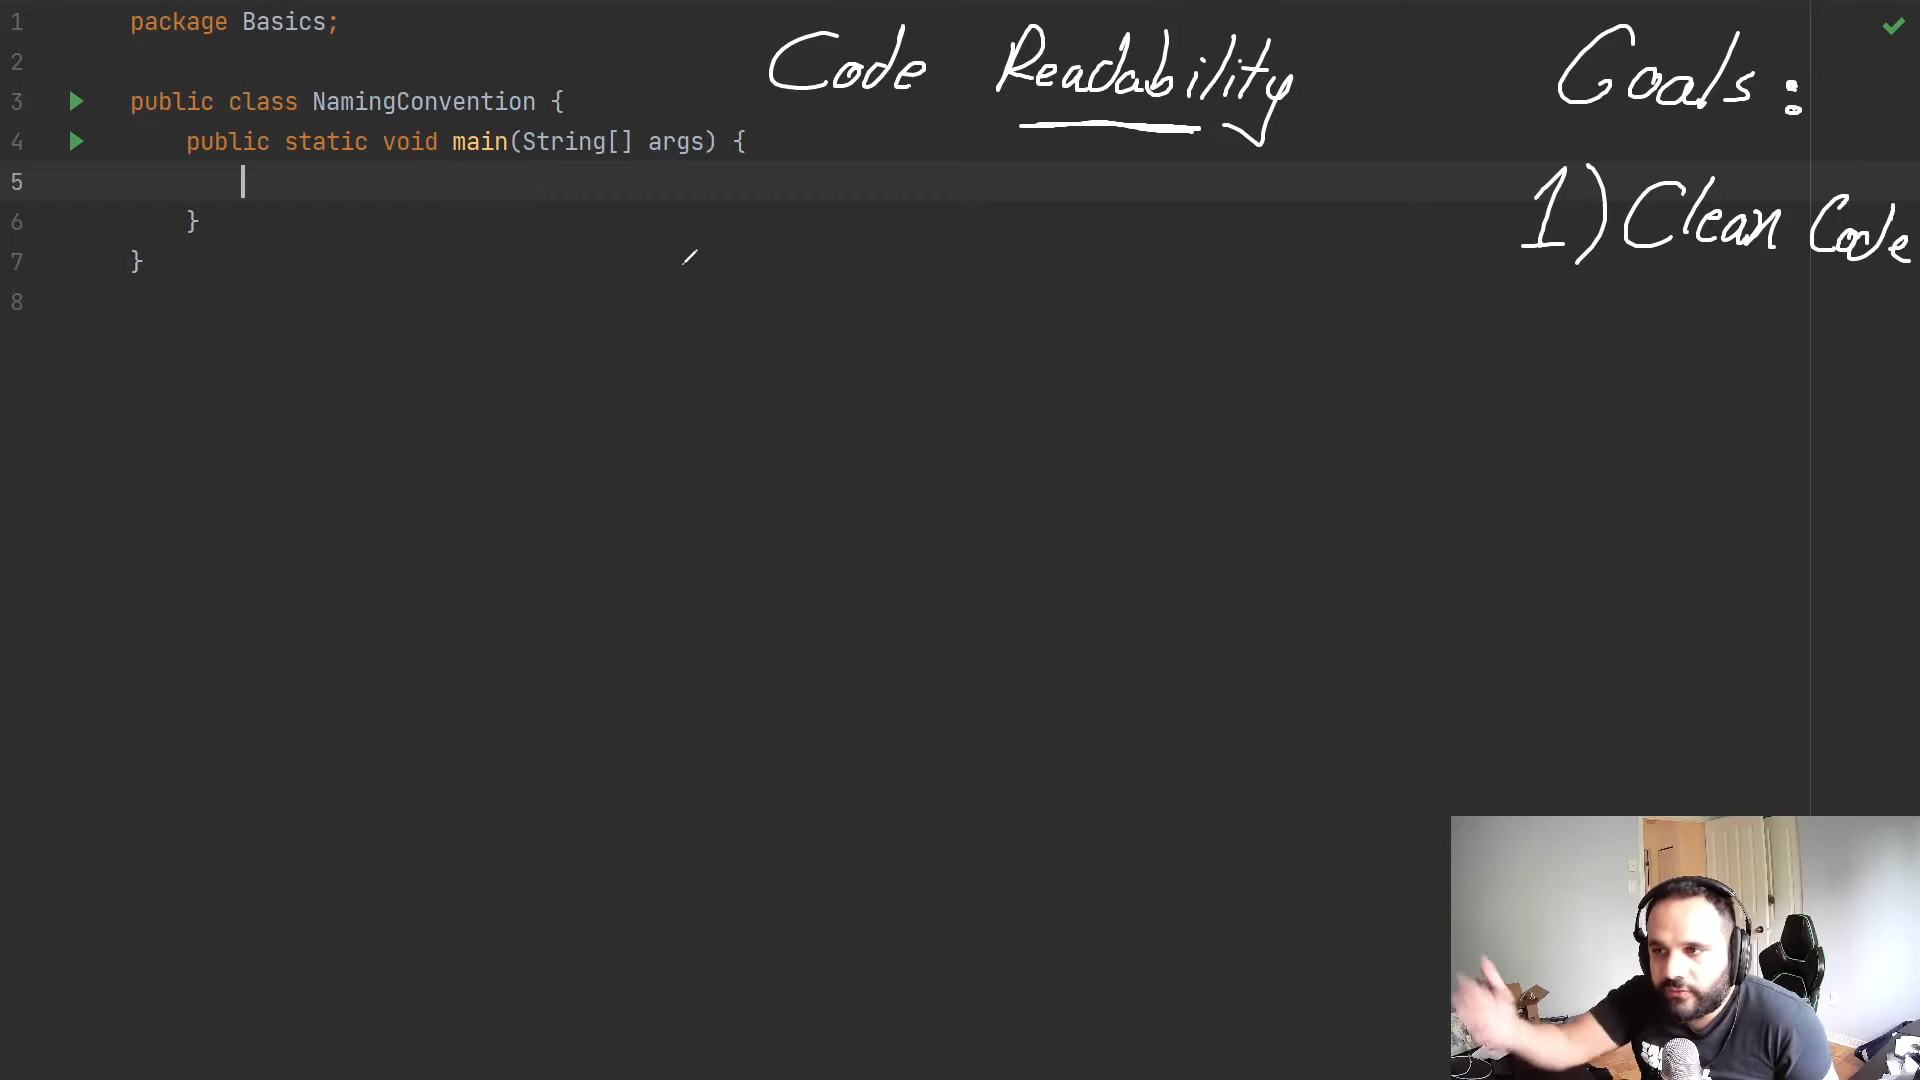 1 package Basics;
2
3 public class NamingConvention {
4 public static void main(String[] args) {
5
6 }
7 }
8
Code Readability
Goals:
1) Clean Code